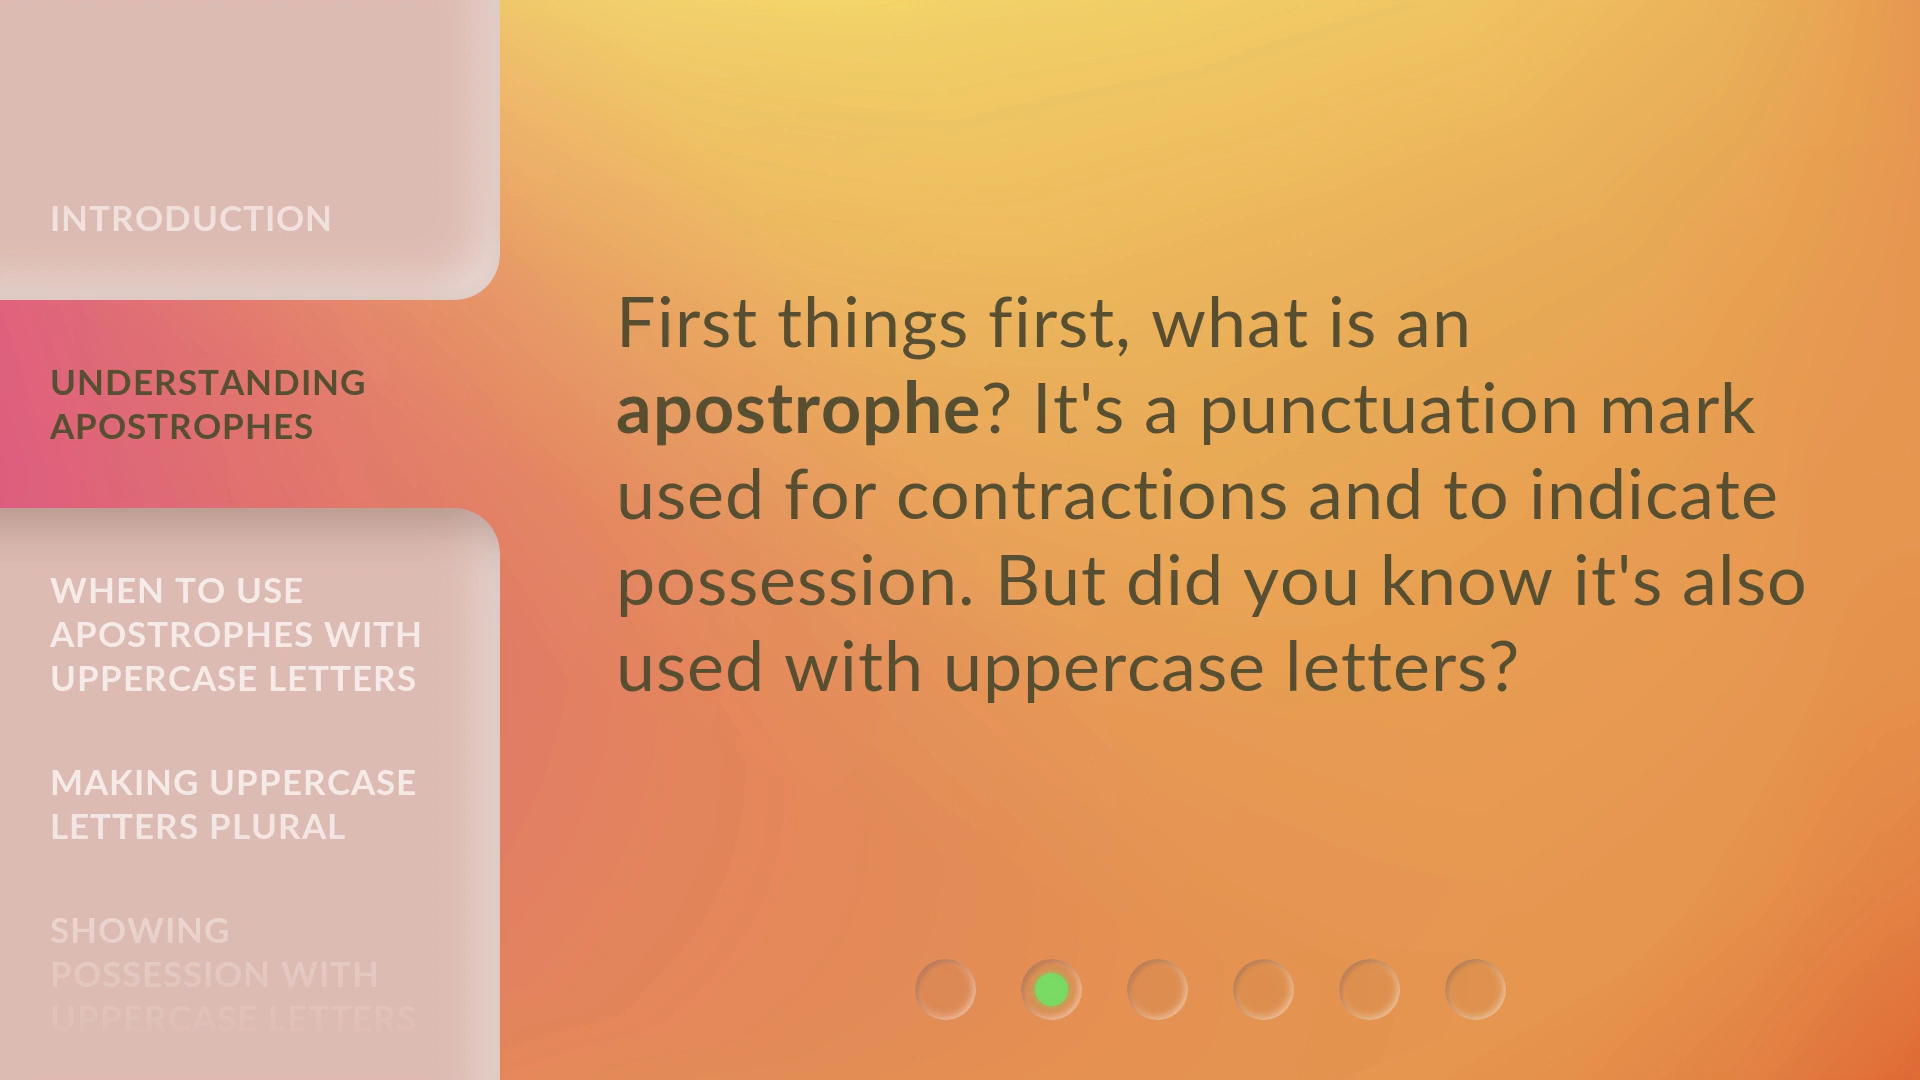 INTRODUCTION
UNDERSTANDING
APOSTROPHES
WHEN TO USE
APOSTROPHES WITH
UPPERCASE LETTERS
MAKING UPPERCASE
LETTERS PLURAL
SHOWING
POSSESSION WITH
UPPERCASE LETTERS
First things first, what is an
apostrophe? It's a punctuation mark
used for contractions and to indicate
possession. But did you know it's also
used with uppercase letters?